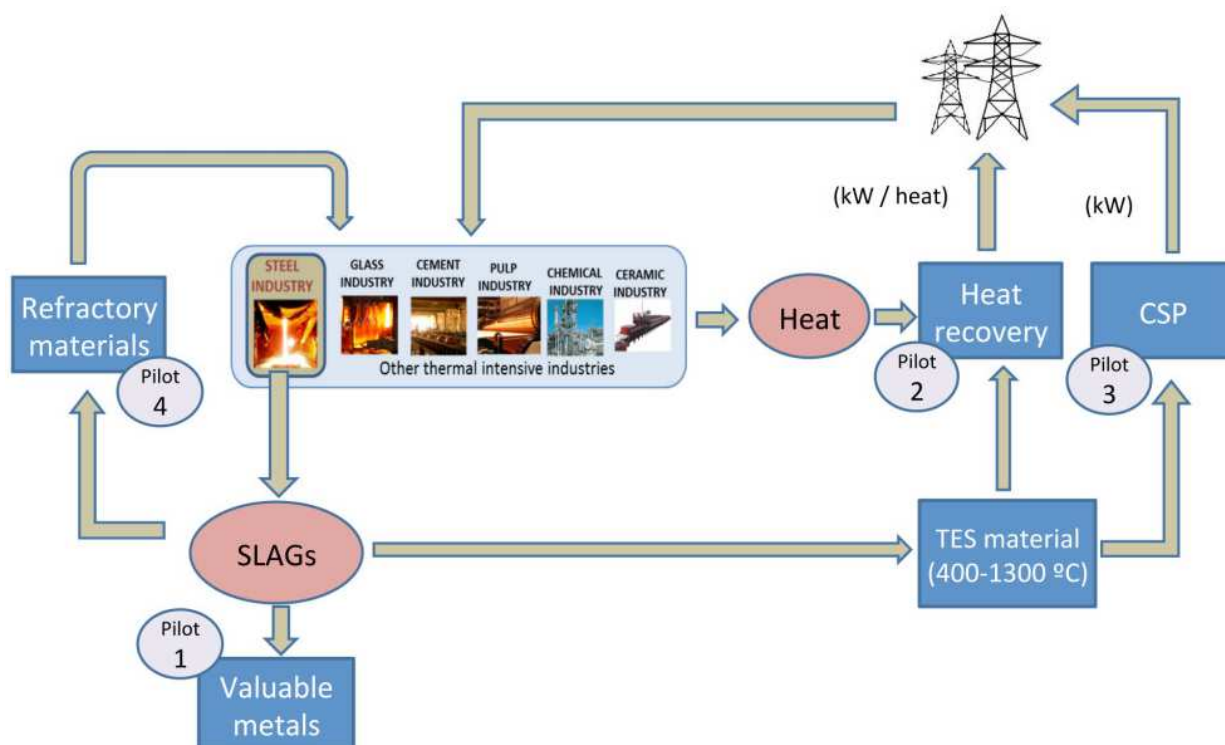 (kW / heat)
(kW)
STEEL
INDUSTRY
GLASS
INDUSTRY
CEMENT
INDUSTRY
PULP
INDUSTRY
CHEMICAL
INDUSTRY
CERAMIC
INDUSTRY
Other thermal intensive industries
Refractory
materials
Pilot
4
Heat
Heat
recovery
Pilot
2
CSP
Pilot
3
SLAGs
TES material
(400-1300 ºC)
Pilot
1
Valuable
metals